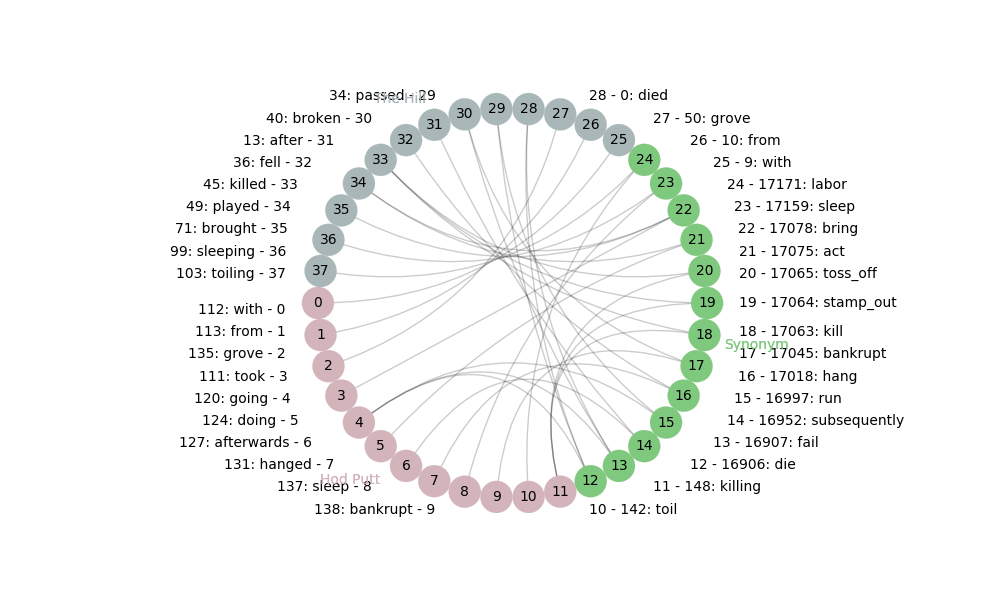 34: passed - 29
The Hill
28 - 0: died
40: broken - 30
27 - 50: grove
13: after - 31
26 - 10: from
36: fell - 32
25 - 9: with
45: killed - 33
24 - 17171: labor
49: played - 34
23 - 17159: sleep
71: brought - 35
22 - 17078: bring
99: sleeping - 36
21 - 17075: act
103: toiling - 37
20 - 17065: toss_off
112: with - 0
19 - 17064: stamp_out
113: from - 1
18 - 17063: kill
Synonym
135: grove - 2
17 - 17045: bankrupt
111: took - 3
16 - 17018: hang
120: going - 4
15 - 16997: run
124: doing - 5
14 - 16952: subsequently
127: afterwards - 6
13 - 16907: fail
131: hanged - 7
12 - 16906: die
Hod Putt
137: sleep - 8
11 - 148: killing
138: bankrupt - 9
10 - 142: toil
0
1
2
3
4
5
6
7
8
9
10
11
12
13
14
15
16
17
18
19
20
21
22
23
24
25
26
27
28
29
30
31
32
33
34
35
36
37